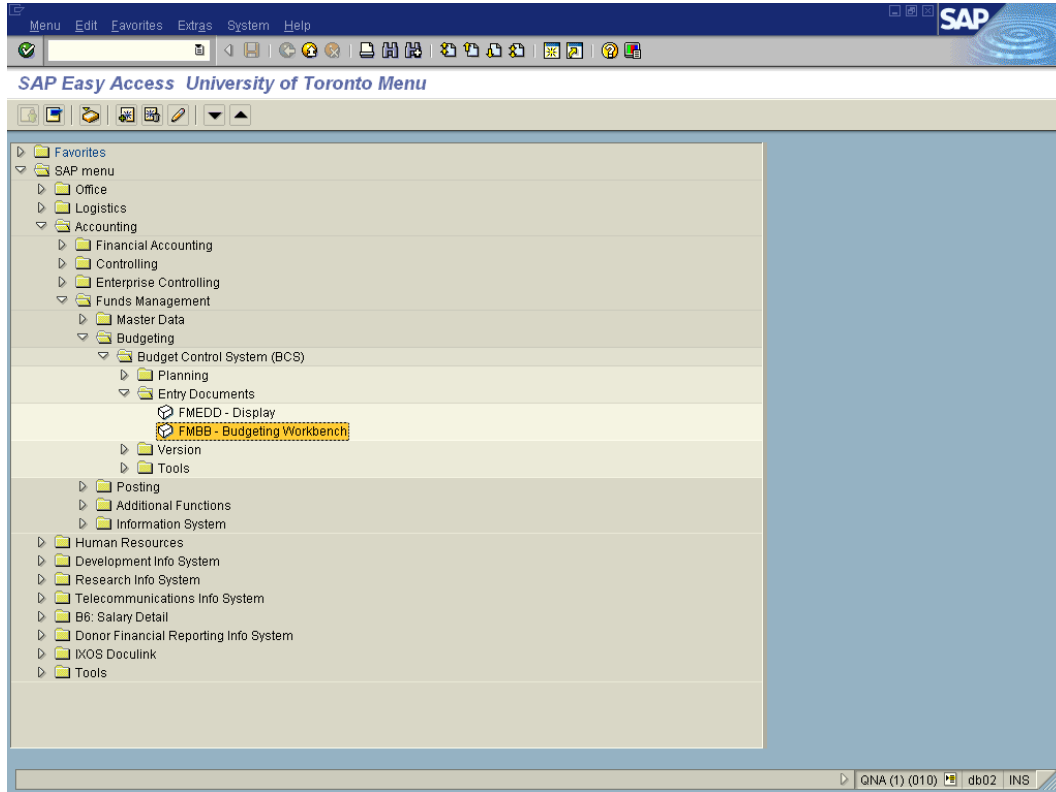 Menu Edit Favorites Extras System Help
SAP
SAP Easy Access University of Toronto Menu
Favorites
SAP menu
Office
Logistics
Accounting
Financial Accounting
Controlling
Enterprise Controlling
Funds Management
Master Data
Budgeting
Budget Control System (BCS)
Planning
Entry Documents
FMEDD - Display
FMBB - Budgeting Workbench
Version
Tools
Posting
Additional Functions
Information System
Human Resources
Development Info System
Research Info System
Telecommunications Info System
B6: Salary Detail
Donor Financial Reporting Info System
IXOS Doculink
Tools
QNA (1) (010) db02 INS